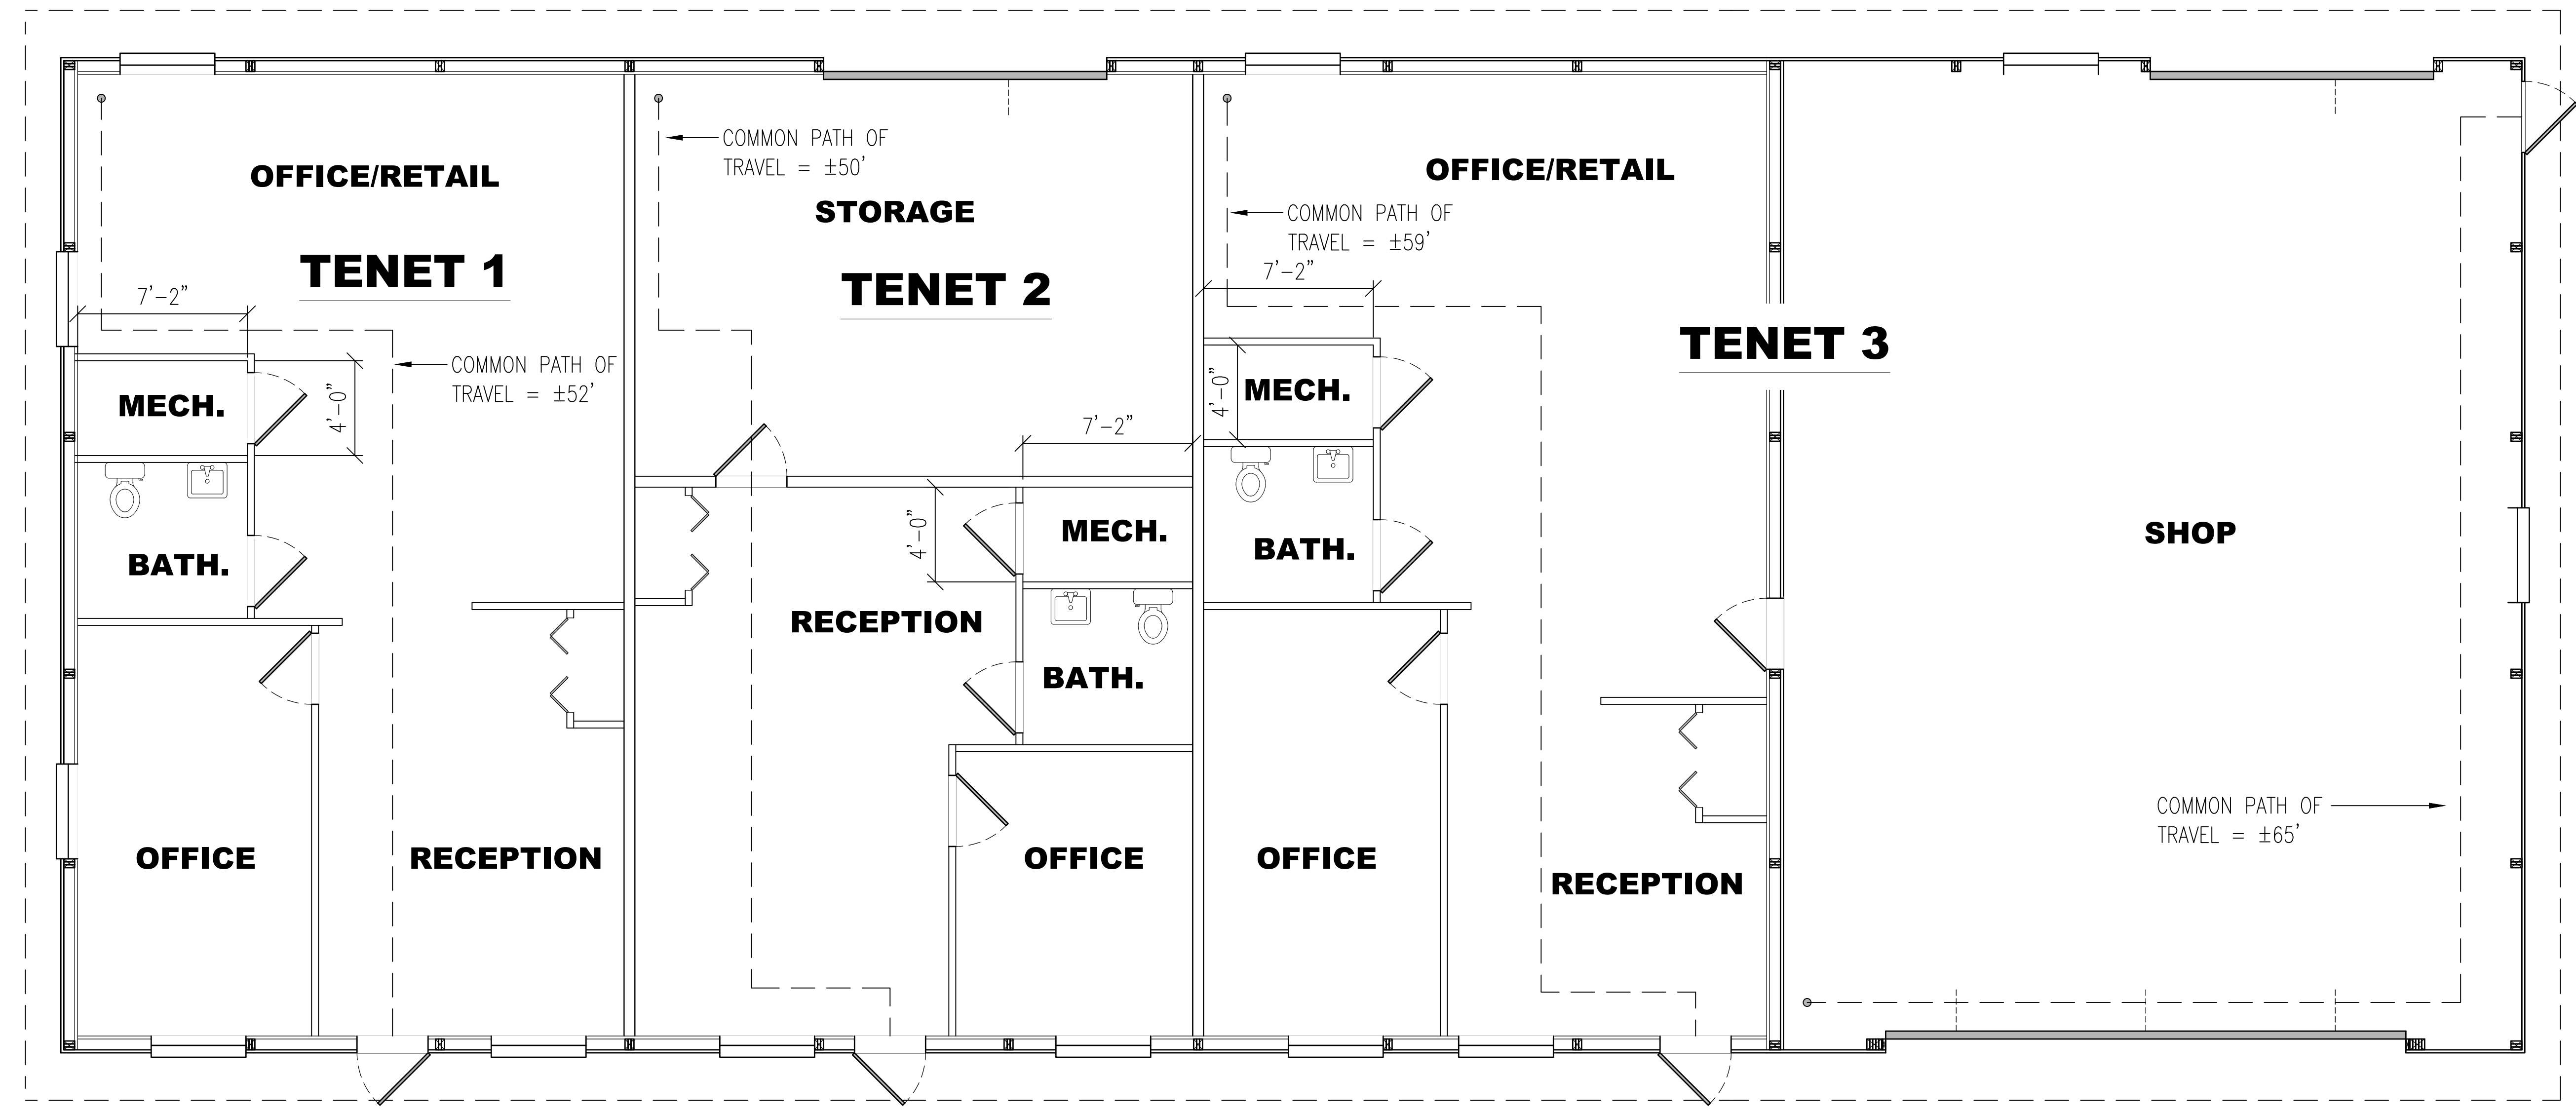 OFFICE/RETAIL
TENET 1
7'-2"
COMMON PATH OF
TRAVEL = ±52'
MECH.
4'-0"
BATH.
OFFICE
RECEPTION
COMMON PATH OF
TRAVEL = ±50'
STORAGE
TENET 2
7'-2"
4'-0"
MECH.
RECEPTION
BATH.
OFFICE
OFFICE/RETAIL
COMMON PATH OF
TRAVEL = ±59'
7'-2"
TENET 3
4'-0"
MECH.
BATH.
OFFICE
RECEPTION
SHOP
COMMON PATH OF
TRAVEL = ±65'